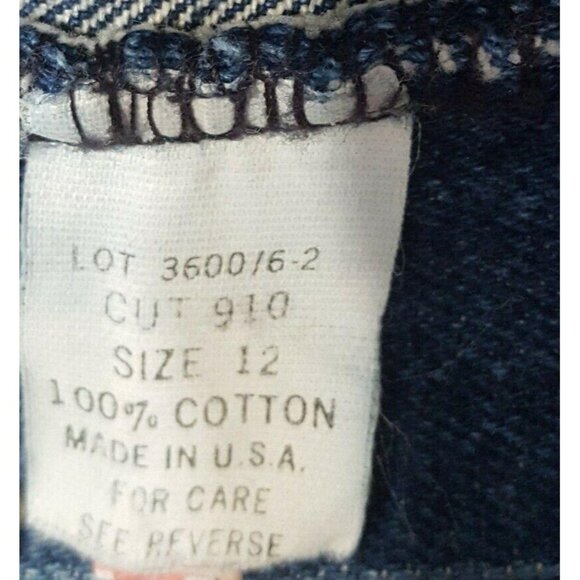 LOT 3600/6-2
CUT 910
SIZE 12
100% COTTON
MADE IN U.S.A.
FOR CARE
SEE REVERSE